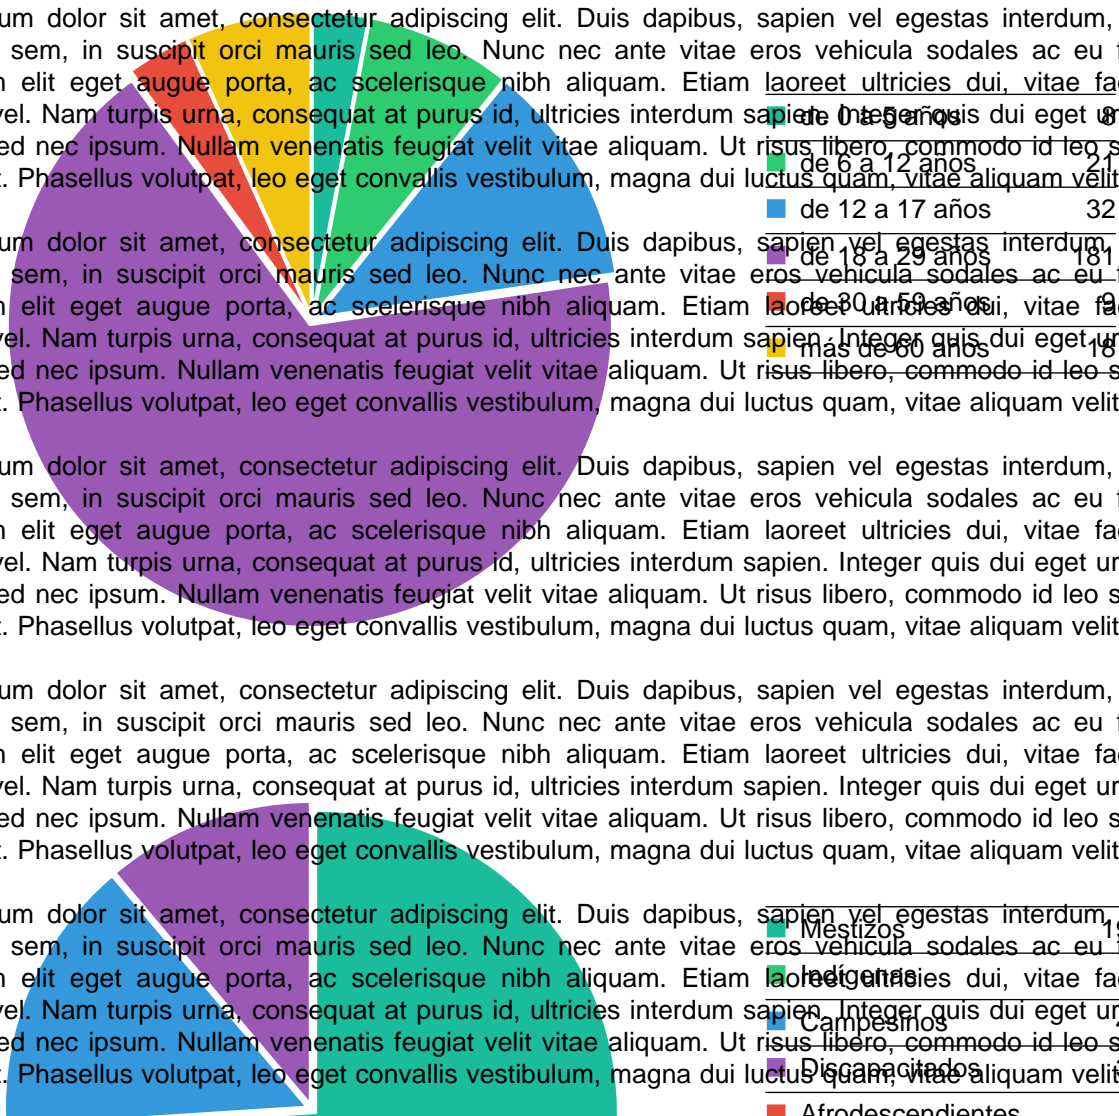 um dolor sit amet, consectetur adipiscing elit. Duis dapibus, sapien vel egestas interdum,
sem, in suscipit orci mauris sed leo. Nunc nec ante vitae eros vehicula sodales ac eu
elit eget augue porta, ac scelerisque nibh aliquam. Etiam laoreet ultricies dui, vitae fa
vel. Nam turpis urna, consequat at purus id, ultricies interdum sapien. Integer quis dui eget ur
de 0 a 5 años 8
ed nec ipsum. Nullam venenatis feugiat velit vitae aliquam. Ut risus libero, commodo id leo s
de 6 a 12 años 21
. Phasellus volutpat, leo eget convallis vestibulum, magna dui luctus quam, vitae aliquam velit
de 12 a 17 años 32
um dolor sit amet, consectetur adipiscing elit. Duis dapibus, sapien vel egestas interdum,
de 18 a 29 años 181
sem, in suscipit orci mauris sed leo. Nunc nec ante vitae eros vehicula sodales ac eu
elit eget augue porta, ac scelerisque nibh aliquam. Etiam laoreet ultricies dui, vitae fa
de 30 a 59 años 9
vel. Nam turpis urna, consequat at purus id, ultricies interdum sapien. Integer quis dui eget ur
más de 60 años 18
ed nec ipsum. Nullam venenatis feugiat velit vitae aliquam. Ut risus libero, commodo id leo s
. Phasellus volutpat, leo eget convallis vestibulum, magna dui luctus quam, vitae aliquam velit
um dolor sit amet, consectetur adipiscing elit. Duis dapibus, sapien vel egestas interdum,
sem, in suscipit orci mauris sed leo. Nunc nec ante vitae eros vehicula sodales ac eu
elit eget augue porta, ac scelerisque nibh aliquam. Etiam laoreet ultricies dui, vitae fa
vel. Nam turpis urna, consequat at purus id, ultricies interdum sapien. Integer quis dui eget ur
ed nec ipsum. Nullam venenatis feugiat velit vitae aliquam. Ut risus libero, commodo id leo s
. Phasellus volutpat, leo eget convallis vestibulum, magna dui luctus quam, vitae aliquam velit
um dolor sit amet, consectetur adipiscing elit. Duis dapibus, sapien vel egestas interdum,
sem, in suscipit orci mauris sed leo. Nunc nec ante vitae eros vehicula sodales ac eu
elit eget augue porta, ac scelerisque nibh aliquam. Etiam laoreet ultricies dui, vitae fa
vel. Nam turpis urna, consequat at purus id, ultricies interdum sapien. Integer quis dui eget ur
ed nec ipsum. Nullam venenatis feugiat velit vitae aliquam. Ut risus libero, commodo id leo s
. Phasellus volutpat, leo eget convallis vestibulum, magna dui luctus quam, vitae aliquam velit
um dolor sit amet, consectetur adipiscing elit. Duis dapibus, sapien vel egestas interdum,
Mestizos
sem, in suscipit orci mauris sed leo. Nunc nec ante vitae eros vehicula sodales ac eu
elit eget augue porta, ac scelerisque nibh aliquam. Etiam laoreet ultricies dui, vitae fa
Indígenas
vel. Nam turpis urna, consequat at purus id, ultricies interdum sapien. Integer quis dui eget ur
Campesinos
ed nec ipsum. Nullam venenatis feugiat velit vitae aliquam. Ut risus libero, commodo id leo s
Discapacitados
. Phasellus volutpat, leo eget convallis vestibulum, magna dui luctus quam, vitae aliquam velit
Afrodescendientes